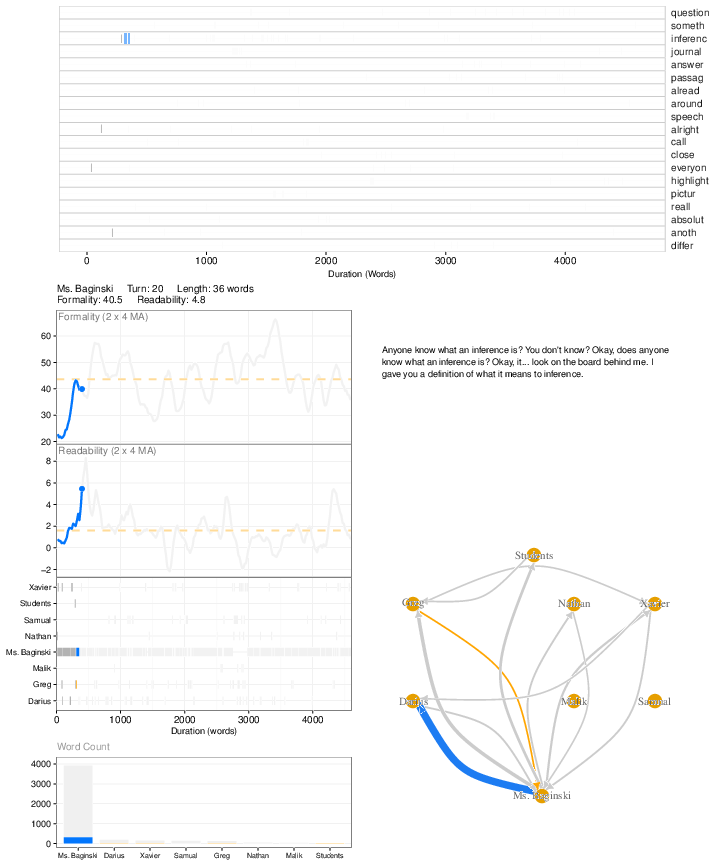 question
someth
inferenc
journal
answer
passag
alread
around
speech
alright
call
close
everyon
highlight
pictur
reall
absolut
anoth
differ
0 1000 2000 3000 4000
Duration (Words)
Ms. Baginski Turn: 20 Length: 36 words
Formality: 40.5 Readability: 4.8
Formality (2 x 4 MA)
60
50
40
30
20
Readability (2 x 4 MA)
8
6
4
2
0
−2
Xavier
Students
Samual
Nathan
Ms. Baginski
Malik
Greg
Darius
0 1000 2000 3000 4000
Duration (words)
Word Count
4000
3000
2000
1000
0
Ms. Baginski Darius Xavier Samual Greg Nathan Malik Students
Anyone know what an inference is? You don't know? Okay, does anyone
know what an inference is? Okay, it... look on the board behind me. I
gave you a definition of what it means to inference.
Students
Greg Nathan Xavier
Darius Malik Samual
Ms. Baginski